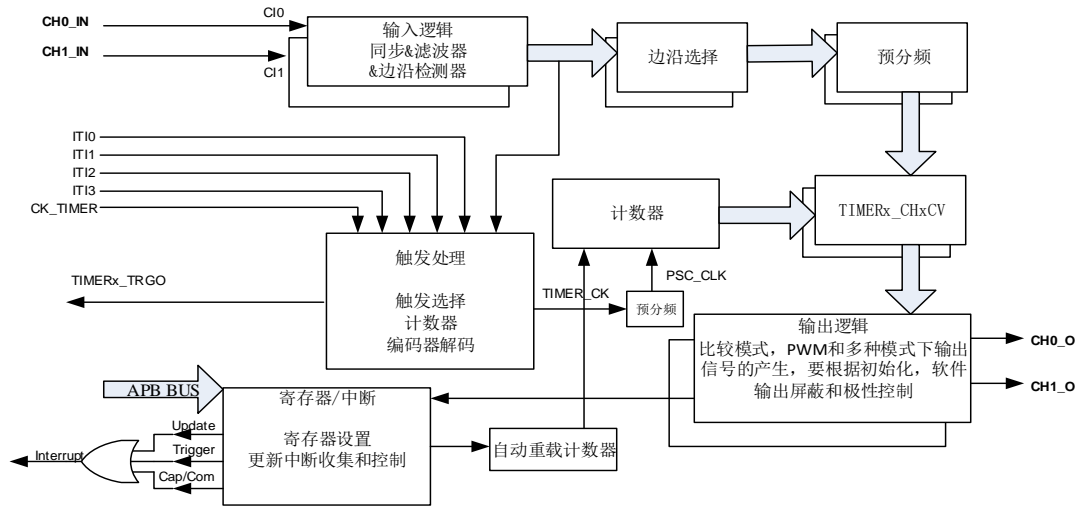 CH0_IN
CI0
CH1_IN
CI1
输入逻辑
同步&滤波器
&边沿检测器
边沿选择
预分频
ITI0
ITI1
ITI2
ITI3
CK_TIMER
触发处理
触发选择
计数器
编码器解码
计数器
TIMERx_CHxCV
TIMERx_TRGO
TIMER_CK
PSC_CLK
预分频
输出逻辑
比较模式，PWM和多种模式下输出
信号的产生，要根据初始化，软件
输出屏蔽和极性控制
CH0_O
CH1_O
APB BUS
寄存器/中断
寄存器设置
更新中断收集和控制
自动重载计数器
Update
Trigger
Cap/Com
Interrupt